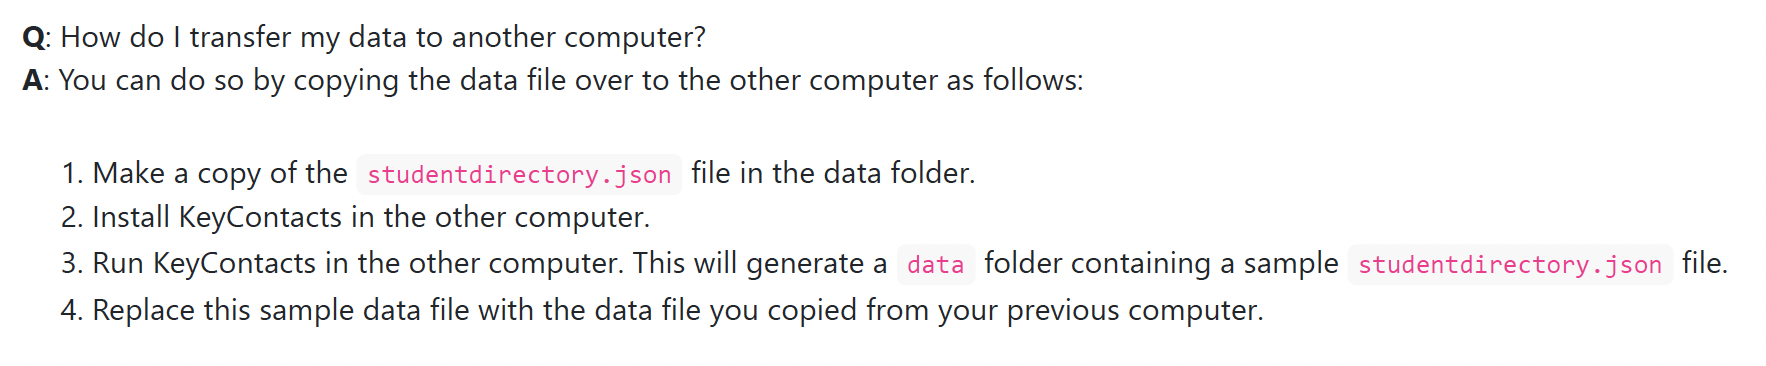 Q: How do I transfer my data to another computer?
A: You can do so by copying the data file over to the other computer as follows:
1. Make a copy of the studentdirectory.json file in the data folder.
2. Install KeyContacts in the other computer.
3. Run KeyContacts in the other computer. This will generate a data folder containing a sample studentdirectory.json file.
4. Replace this sample data file with the data file you copied from your previous computer.